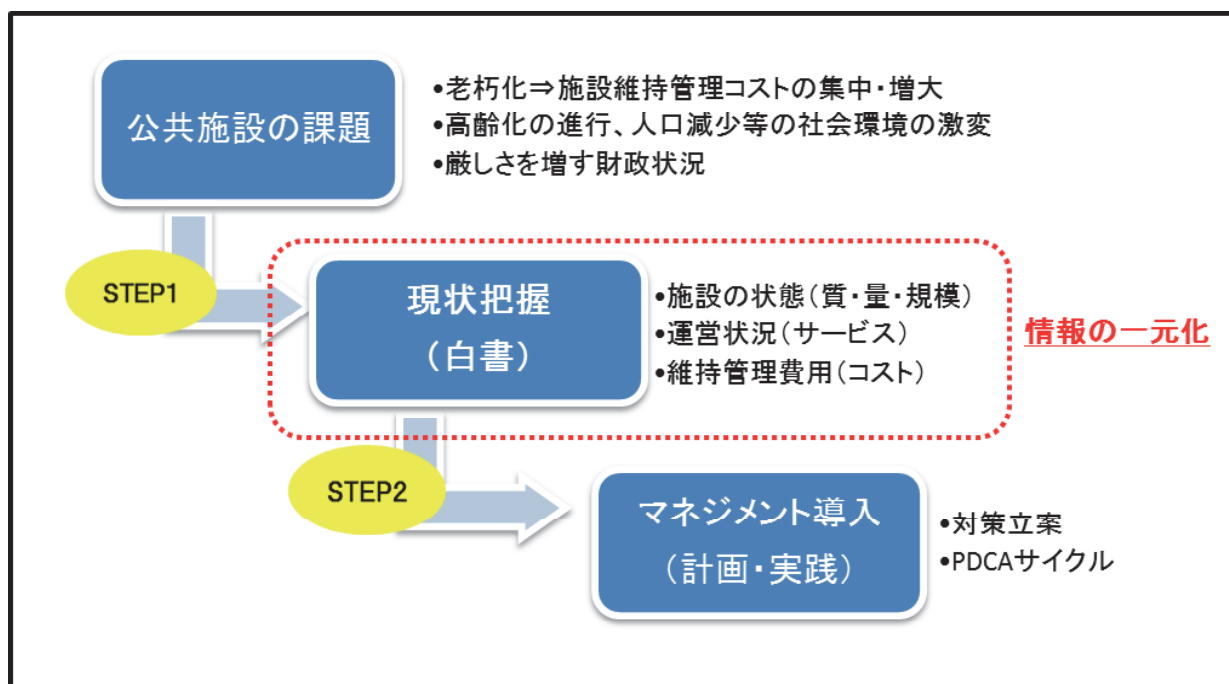 公共施設の課題
•老朽化⇒施設維持管理コストの集中・増大
•高齢化の進行、人口減少等の社会環境の激変
•厳しさを増す財政状況
STEP1
現状把握
（白書）
•施設の状態（質・量・規模）
•運営状況（サービス）
•維持管理費用（コスト）
情報の一元化
STEP2
マネジメント導入
（計画・実践）
•対策立案
•PDCAサイクル